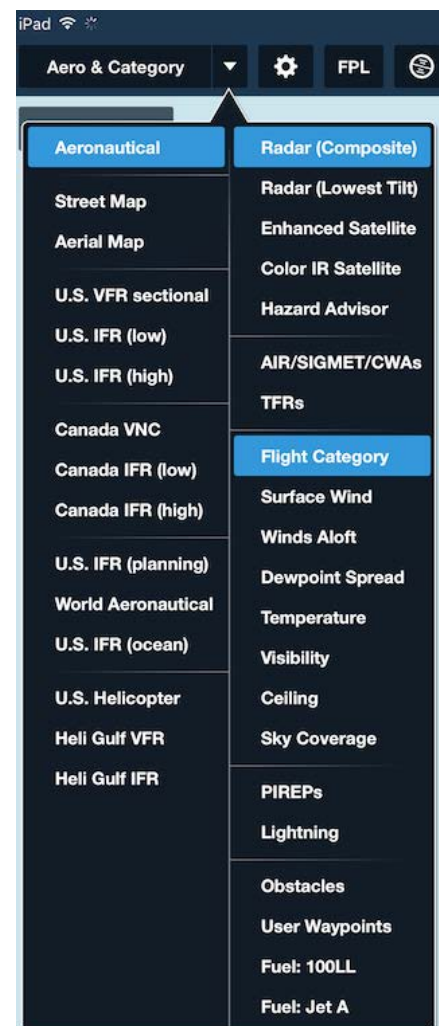 iPad
Aero & Category
FPL
Aeronautical
Street Map
Aerial Map
U.S. VFR sectional
U.S. IFR (low)
U.S. IFR (high)
Canada VNC
Canada IFR (low)
Canada IFR (high)
U.S. IFR (planning)
World Aeronautical
U.S. IFR (ocean)
U.S. Helicopter
Heli Gulf VFR
Heli Gulf IFR
Radar (Composite)
Radar (Lowest Tilt)
Enhanced Satellite
Color IR Satellite
Hazard Advisor
AIR/SIGMET/CWAs
TFRs
Flight Category
Surface Wind
Winds Aloft
Dewpoint Spread
Temperature
Visibility
Ceiling
Sky Coverage
PIREPs
Lightning
Obstacles
User Waypoints
Fuel: 100LL
Fuel: Jet A